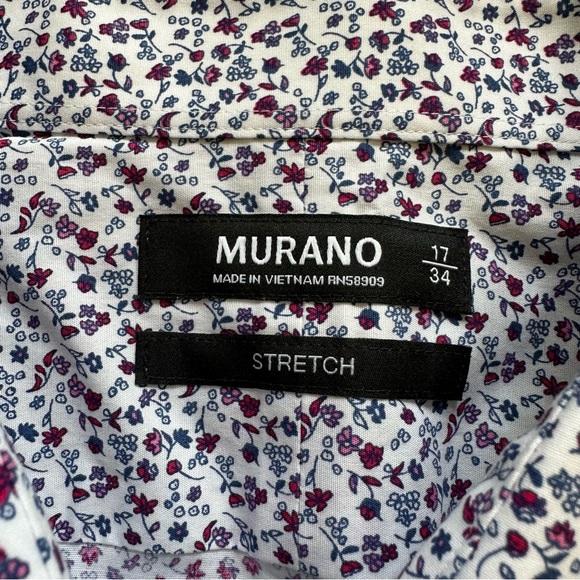 MURANO
MADE IN VIETNAM RN58909
17
34
STRETCH